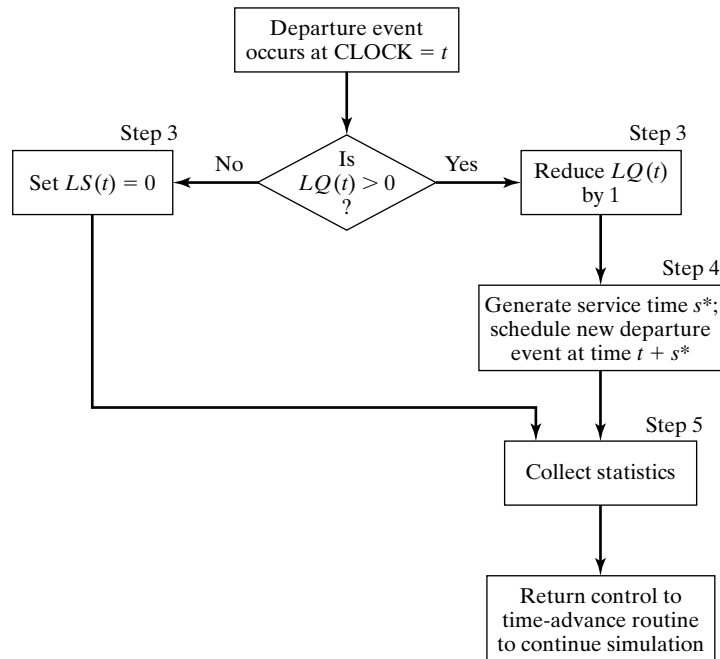 Departure event
occurs at CLOCK = t
Step 3
Step 3
Set LS(t) = 0
No
Is
LQ(t) > 0
?
Yes
Reduce LQ(t)
by 1
Step 4
Generate service time s*;
schedule new departure
event at time t + s*
Step 5
Collect statistics
Return control to
time-advance routine
to continue simulation